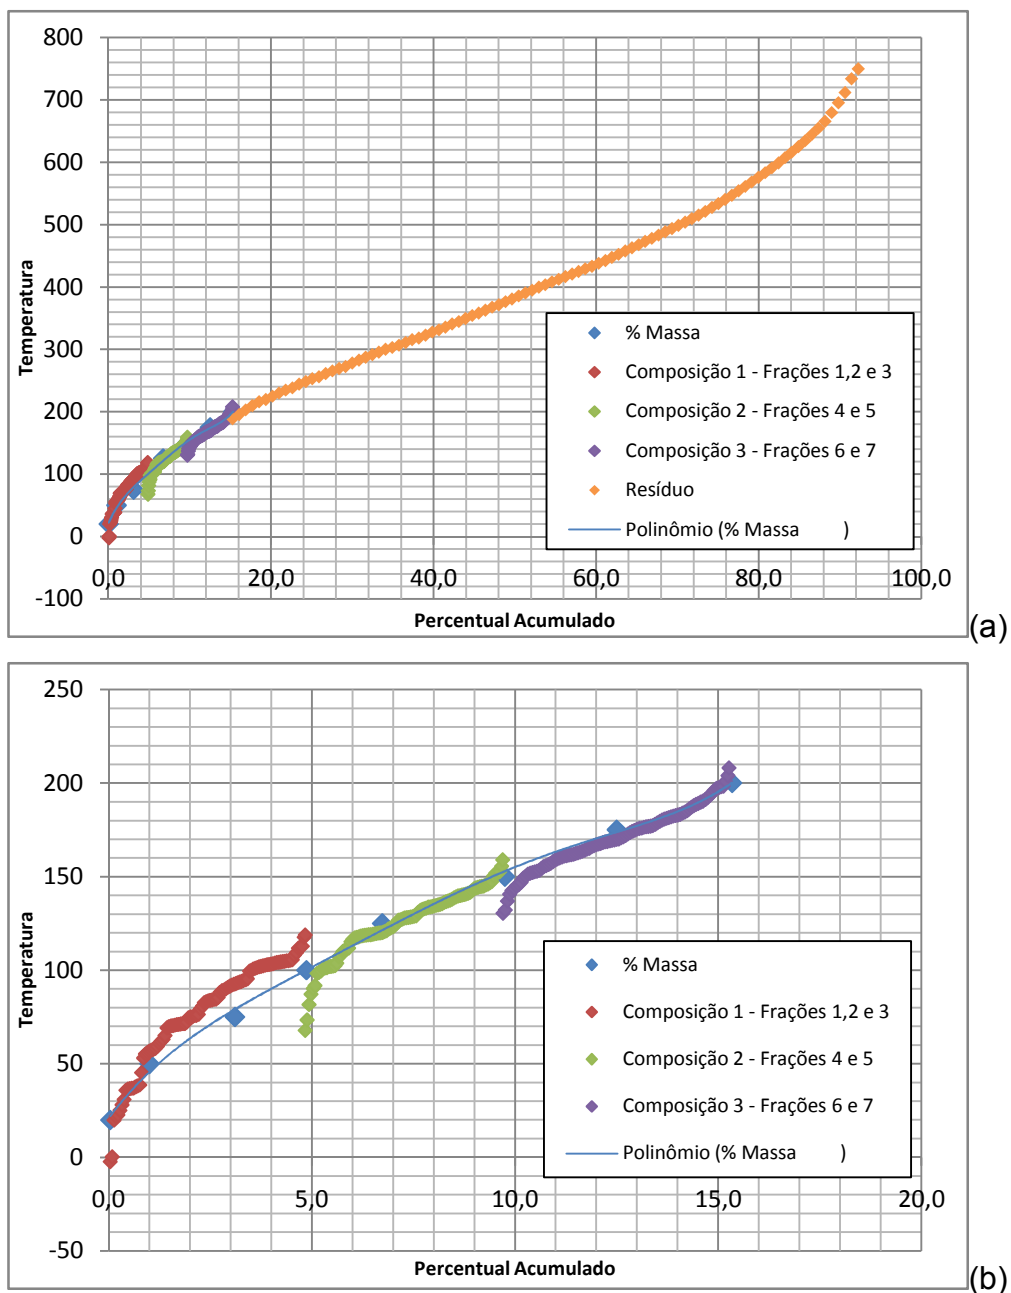 800
700
600
500
400
300
200
100
0
-100
Temperatura
% Massa
Composição 1 - Frações 1,2 e 3
Composição 2 - Frações 4 e 5
Composição 3 - Frações 6 e 7
Resíduo
Polinômio (% Massa )
0,0 20,0 40,0 60,0 80,0 100,0
Percentual Acumulado
(a)
250
200
150
100
50
0
-50
Temperatura
% Massa
Composição 1 - Frações 1,2 e 3
Composição 2 - Frações 4 e 5
Composição 3 - Frações 6 e 7
Polinômio (% Massa )
0,0 5,0 10,0 15,0 20,0
Percentual Acumulado
(b)